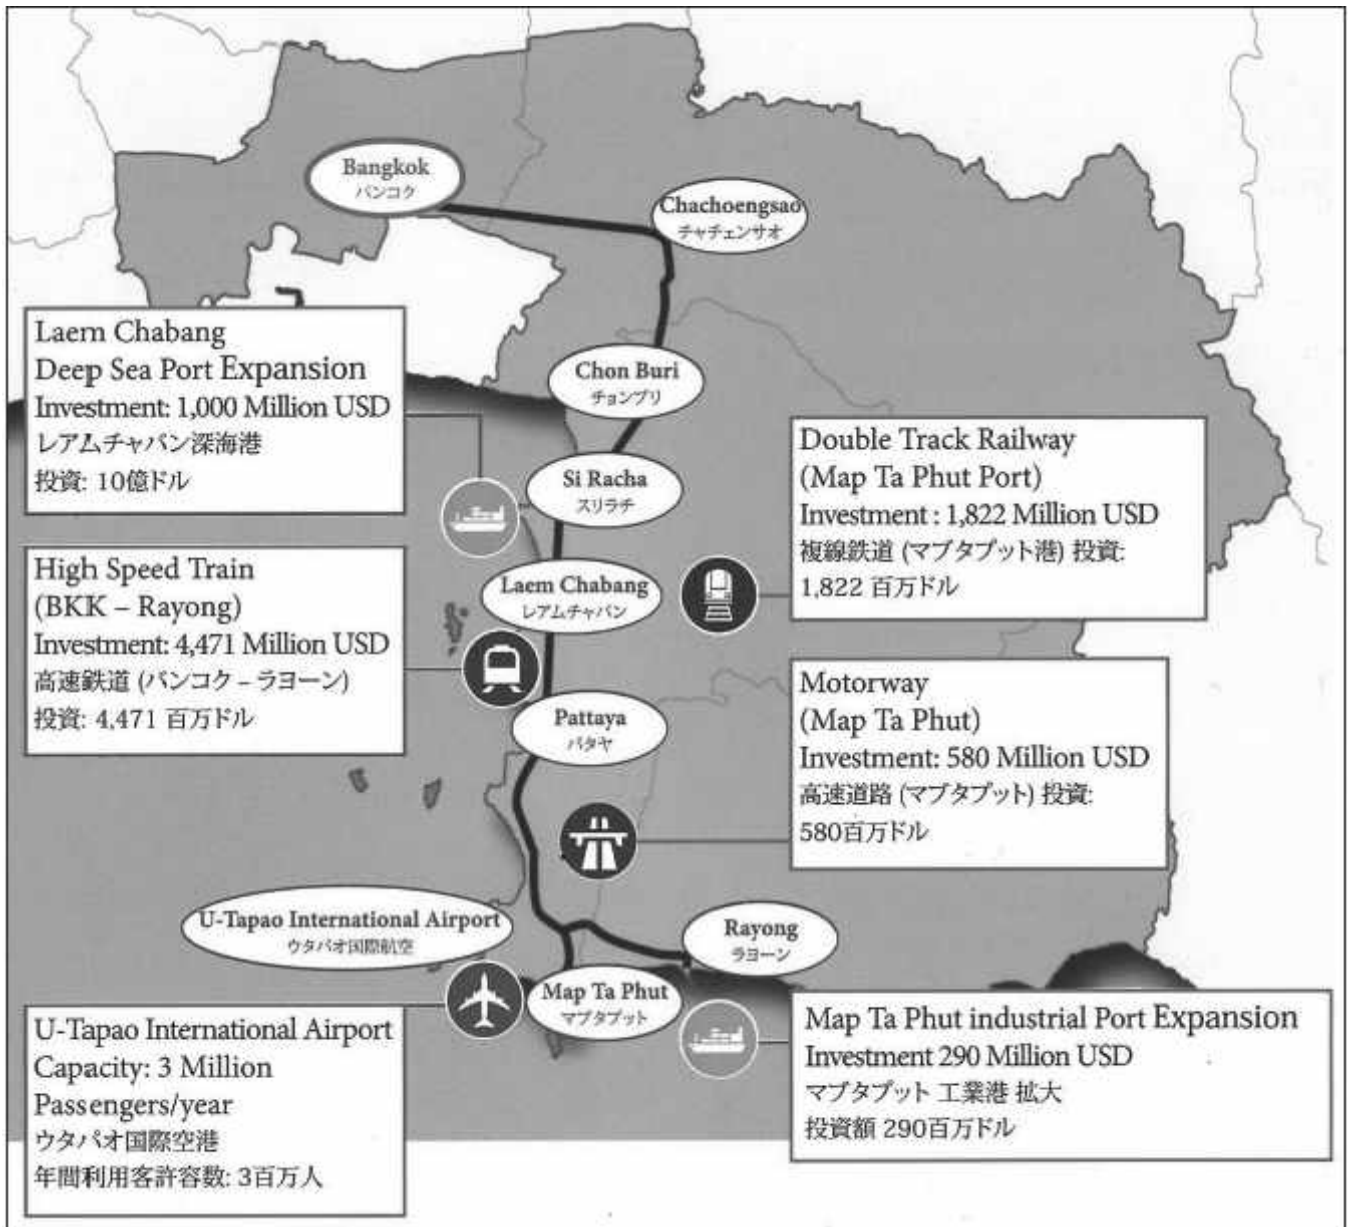 Bangkok
バンコク
Chachoengsao
チャチェンサオ
Laem Chabang
Deep Sea Port Expansion
Investment: 1,000 Million USD
レアムチャバン深海港
投資: 10億ドル
Chon Buri
チョンブリ
Si Racha
スリラチ
Double Track Railway
(Map Ta Phut Port)
Investment : 1,822 Million USD
複線鉄道 (マブタプット港) 投資:
1,822 百万ドル
High Speed Train
(BKK – Rayong)
Investment: 4,471 Million USD
高速鉄道 (バンコク – ラヨーン)
投資: 4,471 百万ドル
Laem Chabang
レアムチャバン
Pattaya
パタヤ
Motorway
(Map Ta Phut)
Investment: 580 Million USD
高速道路 (マブタプット) 投資:
580百万ドル
U-Tapao International Airport
ウタパオ国際航空
Rayong
ラヨーン
Map Ta Phut
マブタプット
U-Tapao International Airport
Capacity: 3 Million
Passengers/year
ウタパオ国際空港
年間利用客許容数: 3百万人
Map Ta Phut industrial Port Expansion
Investment 290 Million USD
マブタプット 工業港 拡大
投資額 290百万ドル